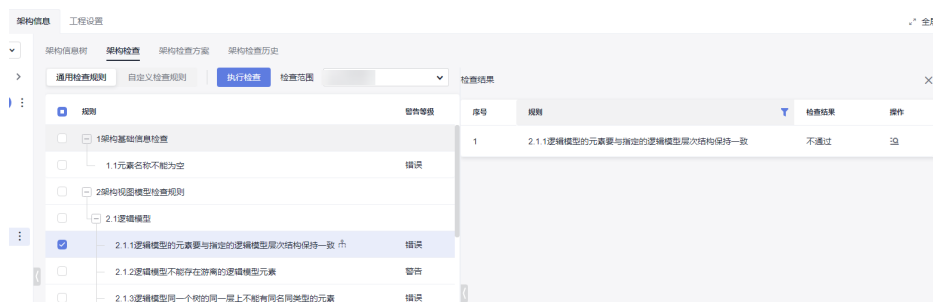 架构信息 工程设置 全局
架构信息树 架构检查 架构检查方案 架构检查历史
通用检查规则 自定义检查规则 执行检查 检查范围
检查结果
规则 警告等级
序号 规则 检查结果 操作
1架构基础信息检查
1 2.1.1逻辑模型的元素要与指定的逻辑模型层次结构保持一致 不通过
1.1元素名称不能为空 错误
2架构视图模型检查规则
2.1逻辑模型
2.1.1逻辑模型的元素要与指定的逻辑模型层次结构保持一致 错误
2.1.2逻辑模型不能存在游离的逻辑模型元素 警告
2.1.3逻辑模型同一个树的同一层上不能有同名同类型的元素 错误